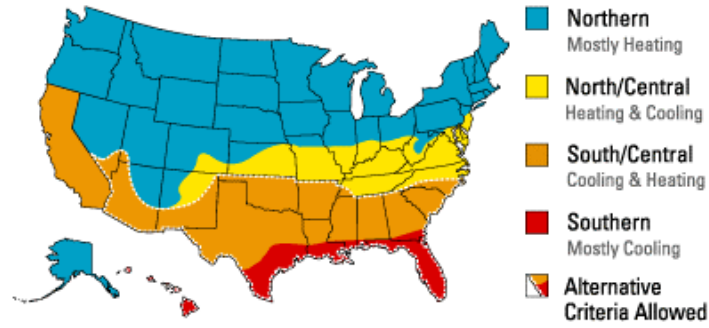 Northern
Mostly Heating
North/Central
Heating & Cooling
South/Central
Cooling & Heating
Southern
Mostly Cooling
Alternative
Criteria Allowed